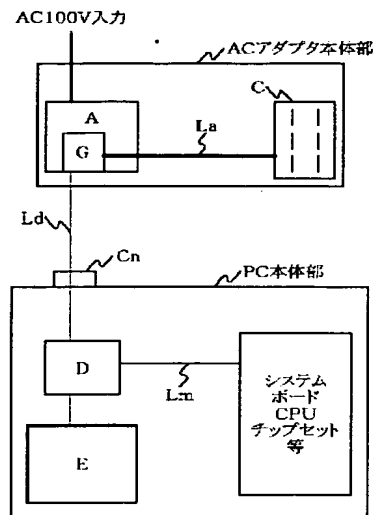 AC100V入力
ACアダプタ本体部
A
C
G
La
Ld
Cn
PC本体部
D
Lm
システム
ボード
CPU
チップセット
等
E